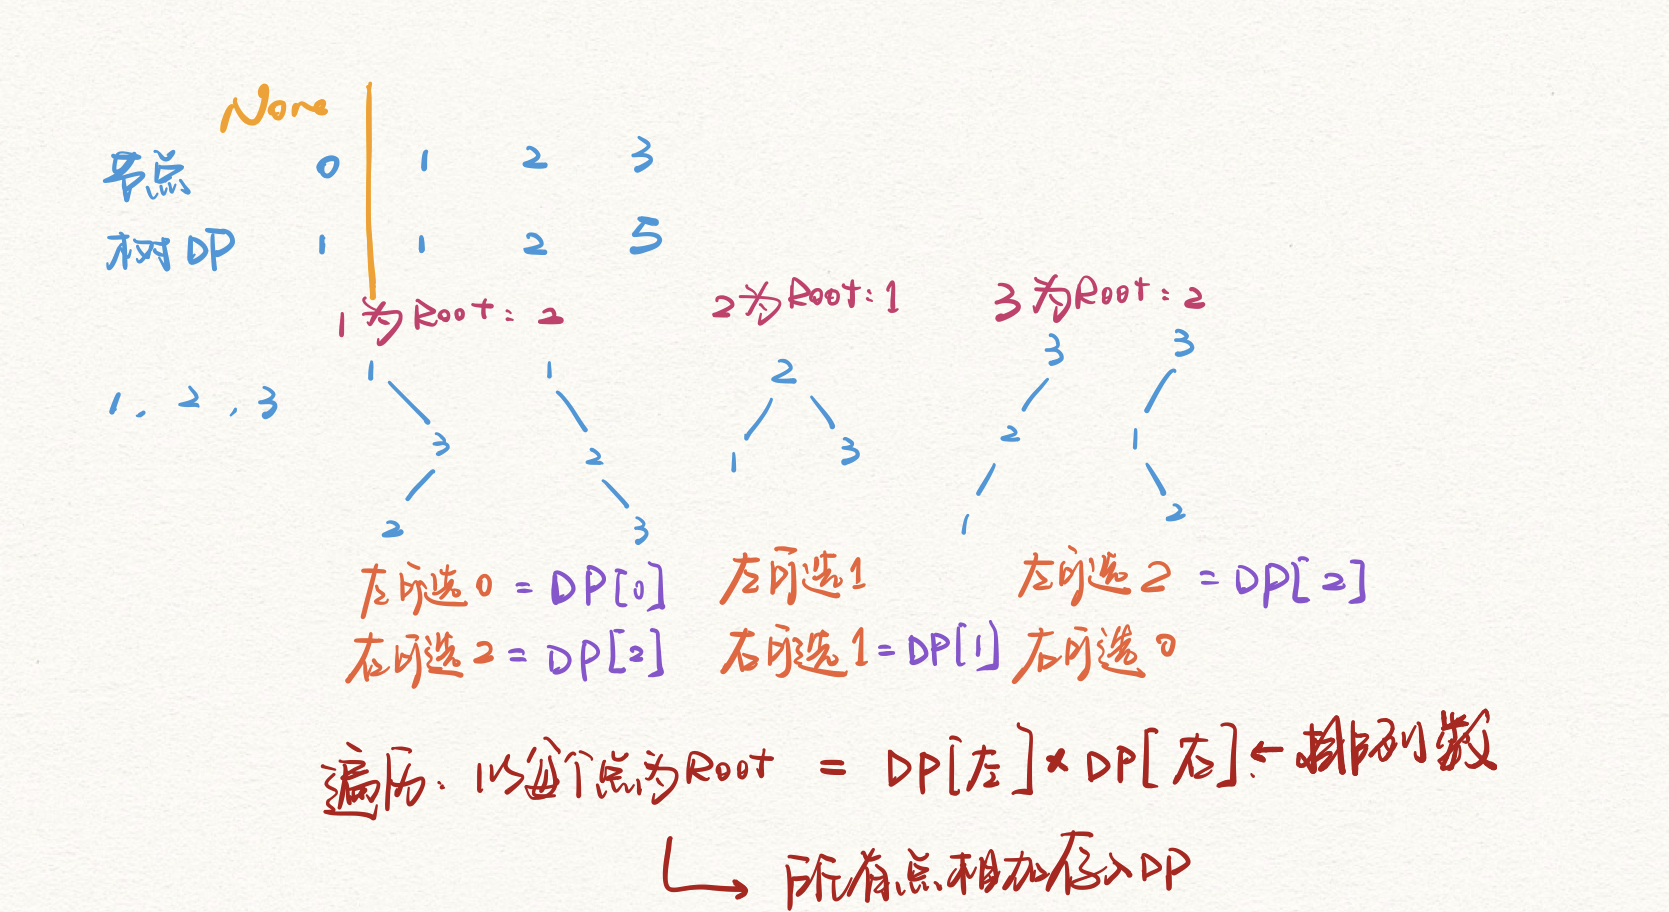 None
节点 0 1 2 3
树DP 1 1 2 5
1为Root: 2
2为Root: 1
3为Root: 2
1, 2, 3
1
3
2
1
2
3
2
1 3
3
2
1
3
1
2
左可选0 = DP[0]
右可选2 = DP[2]
左可选1
右可选1 = DP[1]
左可选2 = DP[2]
右可选0
遍历: 以每个点为Root = DP[左] × DP[右] ← 排列数
所有点相加存入DP